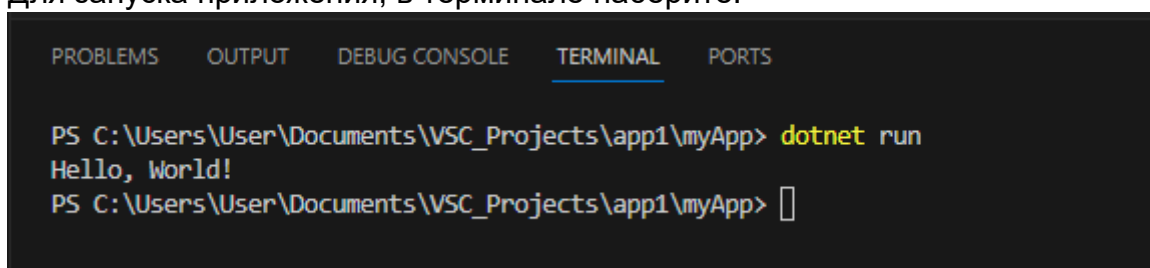 Для запуска приложения, в терминале наберите:
PROBLEMS OUTPUT DEBUG CONSOLE TERMINAL PORTS
PS C:\Users\User\Documents\VSC_Projects\app1\myApp> dotnet run
Hello, World!
PS C:\Users\User\Documents\VSC_Projects\app1\myApp>